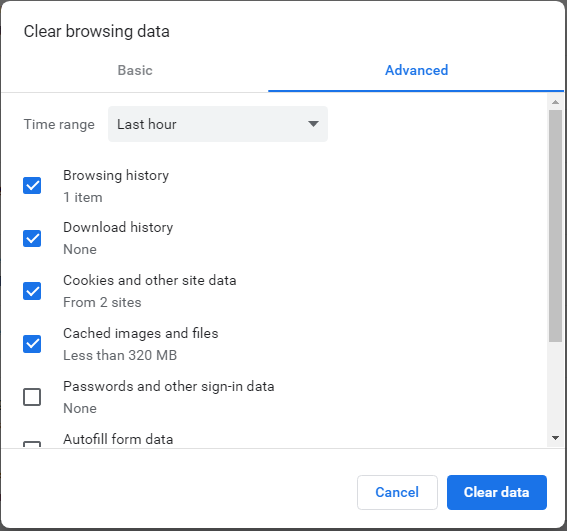 Clear browsing data
Basic Advanced
Time range Last hour
Browsing history
1 item
Download history
None
Cookies and other site data
From 2 sites
Cached images and files
Less than 320 MB
Passwords and other sign-in data
None
Autofill form data
Cancel Clear data